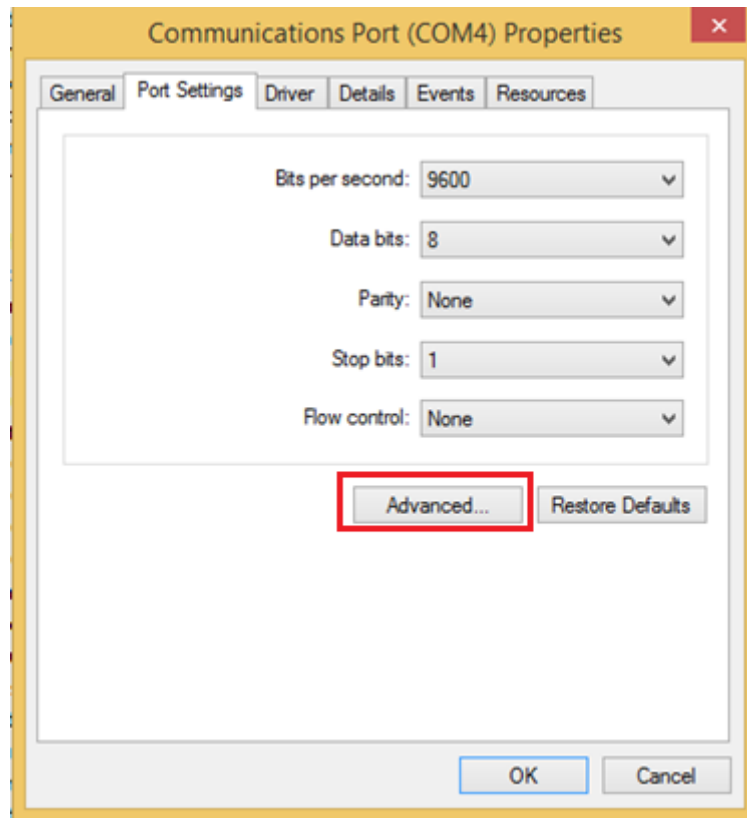 Communications Port (COM4) Properties
General Port Settings Driver Details Events Resources
Bits per second: 9600
Data bits: 8
Parity: None
Stop bits: 1
Flow control: None
Advanced... Restore Defaults
OK Cancel